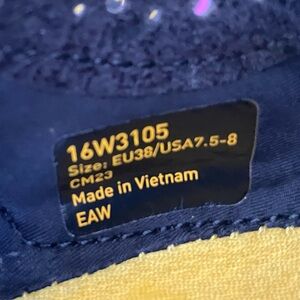 16W3105
Size: EU38/USA7.5-8
CM23
Made in Vietnam
EAW